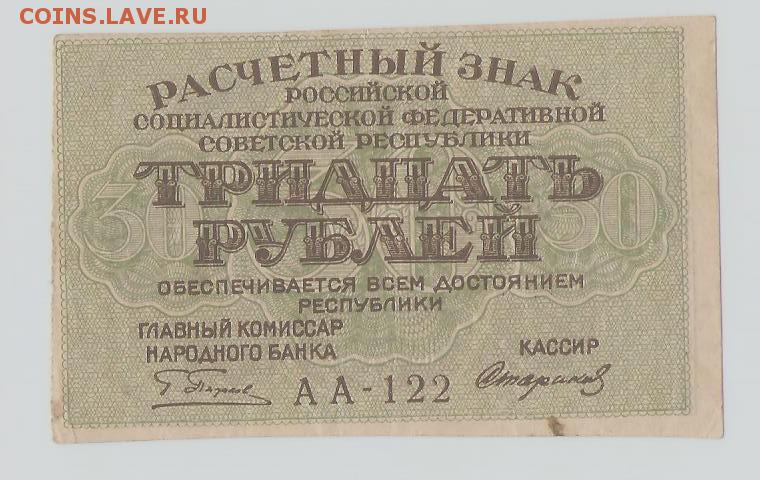 COINS.LAVE.RU
РАСЧЕТНЫЙ ЗНАК
РОССИЙСКОЙ
СОЦИАЛИСТИЧЕСКОЙ ФЕДЕРАТИВНОЙ
СОВЕТСКОЙ РЕСПУБЛИКИ
30 ТРИДЦАТЬ 30
РУБЛЕЙ
ОБЕСПЕЧИВАЕТСЯ ВСЕМ ДОСТОЯНИЕМ
РЕСПУБЛИКИ
ГЛАВНЫЙ КОМИССАР
НАРОДНОГО БАНКА
КАССИР
АА-122